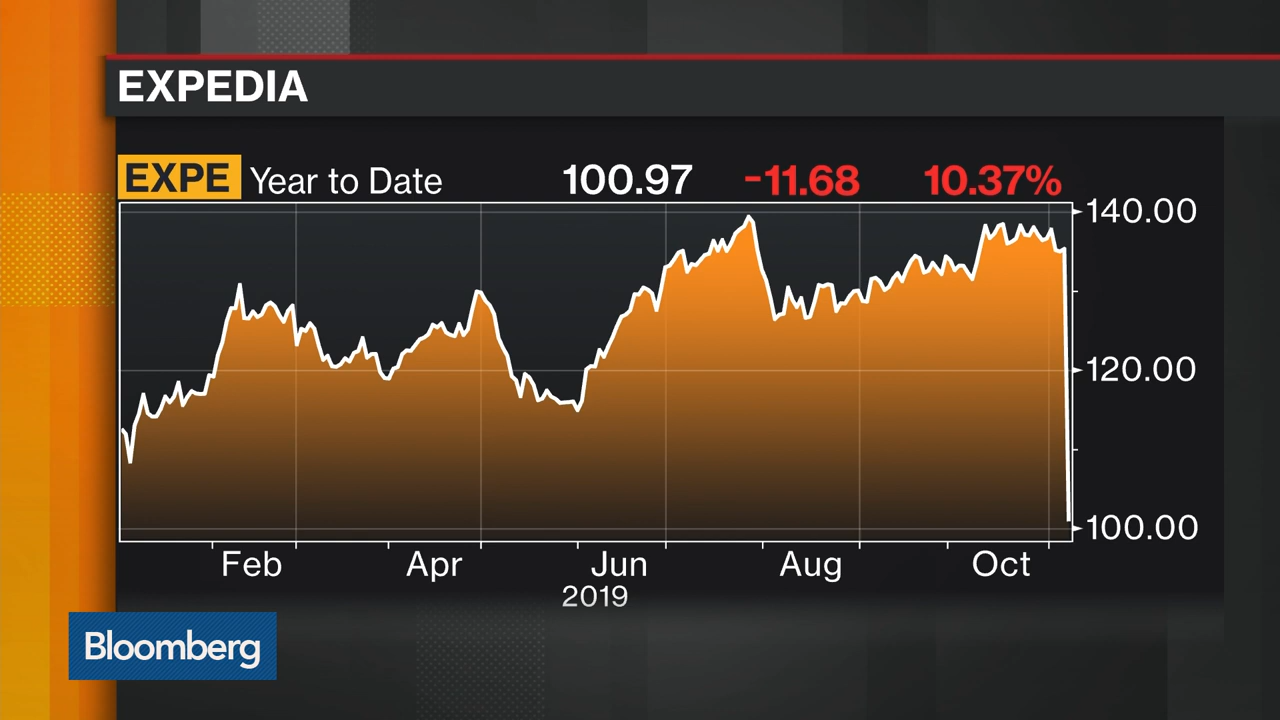 EXPEDIA
EXPE Year to Date 100.97 -11.68 10.37%
140.00
120.00
100.00
Feb Apr Jun Aug Oct
2019
Bloomberg